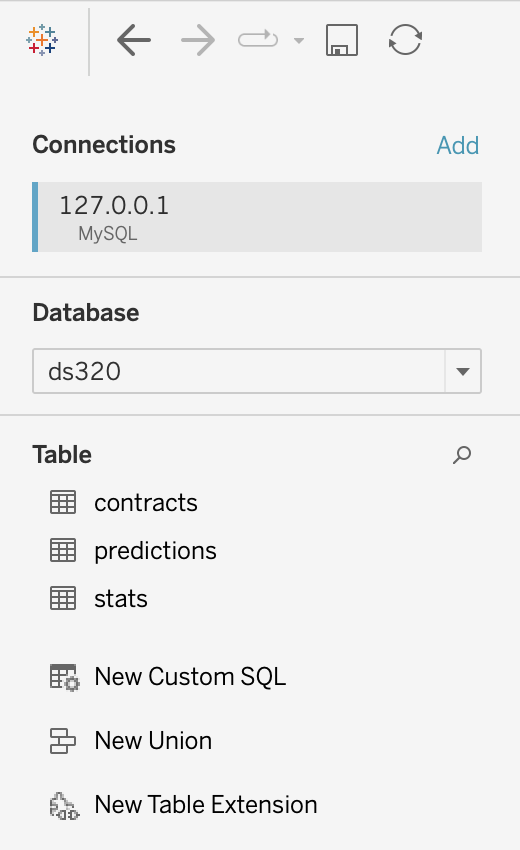 Connections Add
127.0.0.1
MySQL
Database
ds320
Table
contracts
predictions
stats
New Custom SQL
New Union
New Table Extension